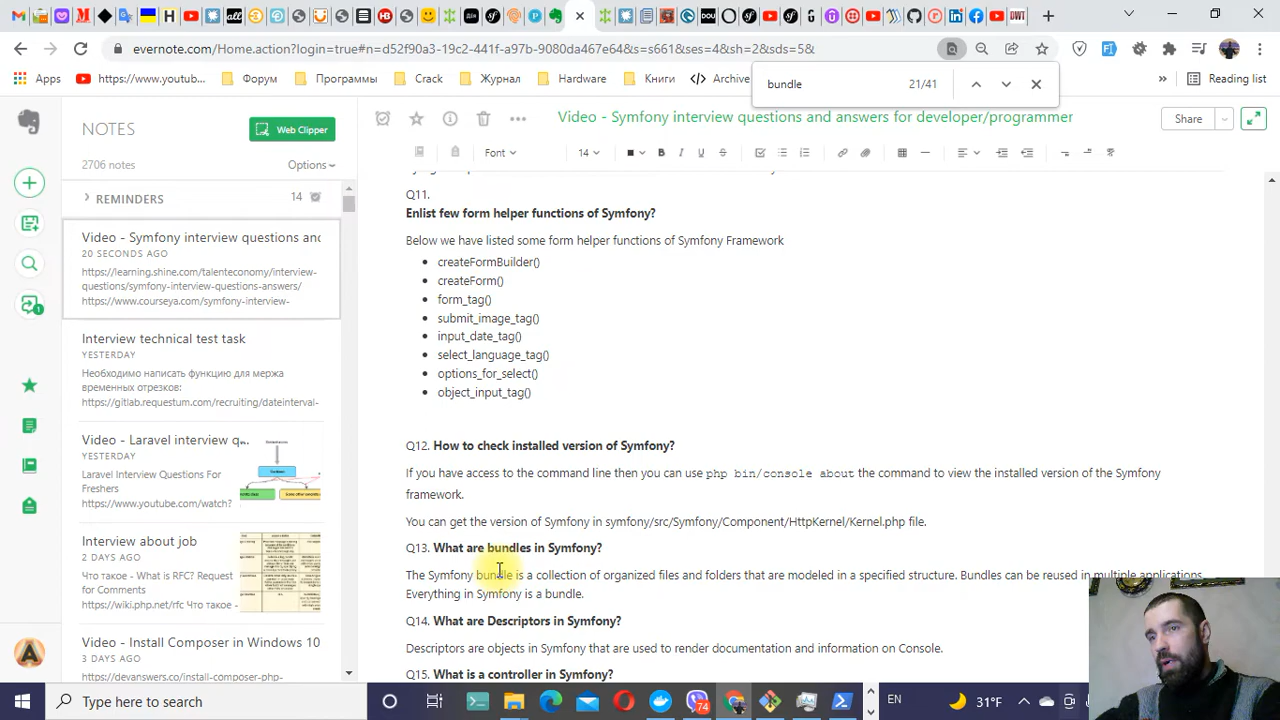 evernote.com/Home.action?login=true#n=d52f90a3-19c2-441f-a97b-9080da467e64&s=s661&ses=4&sh=2&sds=5&
Apps
https://www.youtub...
Форум
Программы
Crack
Журнал
Hardware
Книги
Archive
Reading list
bundle
21/41
NOTES
Web Clipper
2706 notes
Options
REMINDERS
14
Video - Symfony interview questions and
20 SECONDS AGO
https://learning.shine.com/talenteconomy/interview-
questions/symfony-interview-questions-answers/
https://www.courseya.com/symfony-interview-
Interview technical test task
YESTERDAY
Необходимо написать функцию для мержа
временных отрезков:
https://gitlab.requestum.com/recruiting/dateinterval-
Video - Laravel interview q...
YESTERDAY
Laravel Interview Questions For
Freshers
https://www.youtube.com/watch?
Interview about job
2 DAYS AGO
Что такое - What is RFC? Request
for Comments
https://wiki.php.net/rfc Что такое -
Video - Install Composer in Windows 10
3 DAYS AGO
https://devanswers.co/install-composer-php-
Video - Symfony interview questions and answers for developer/programmer
Share
Font
14
Q11.
Enlist few form helper functions of Symfony?
Below we have listed some form helper functions of Symfony Framework
createFormBuilder()
createForm()
form_tag()
submit_image_tag()
input_date_tag()
select_language_tag()
options_for_select()
object_input_tag()
Q12. How to check installed version of Symfony?
If you have access to the command line then you can use php bin/console about the command to view the installed version of the Symfony
framework.
You can get the version of Symfony in symfony/src/Symfony/Component/HttpKernel/Kernel.php file.
Q13. What are bundles in Symfony?
The Symfony bundle is a collection of organized files and folders that are modeled in a specified structure. Bundles can be reused in multiple applications.
Everything in Symfony is a bundle.
Q14. What are Descriptors in Symfony?
Descriptors are objects in Symfony that are used to render documentation and information on Console.
Q15. What is a controller in Symfony?
Type here to search
74
31°F
EN